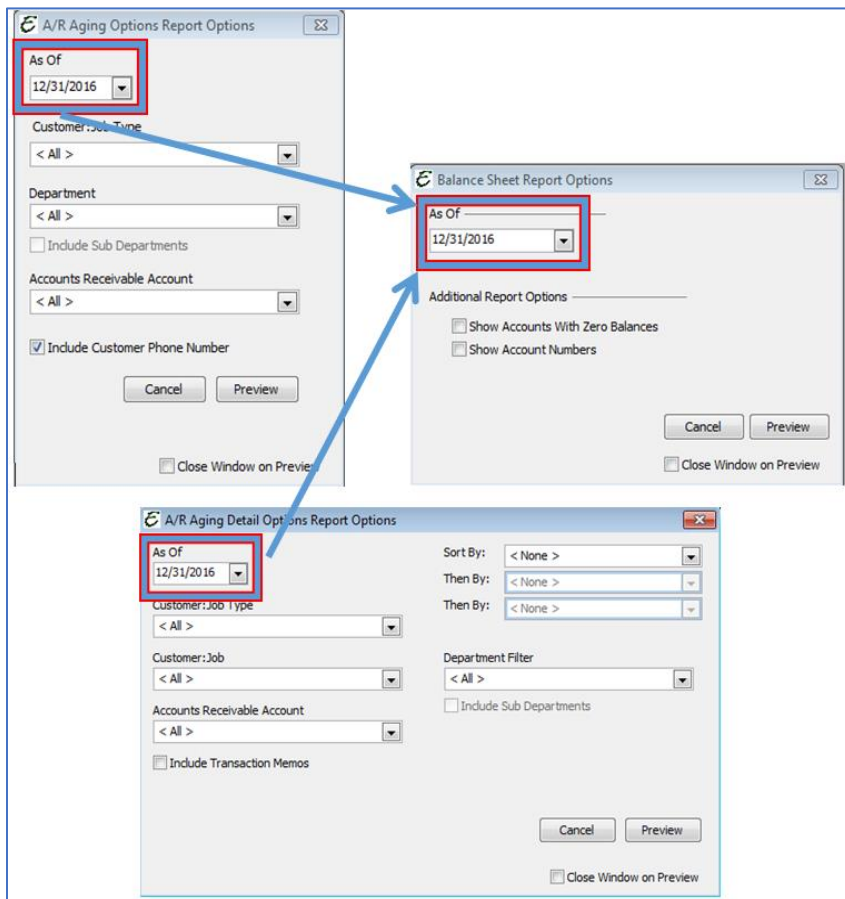 A/R Aging Options Report Options
As Of
12/31/2016
Customer:Job Type
< All >
Department
< All >
Include Sub Departments
Accounts Receivable Account
< All >
Include Customer Phone Number
Cancel Preview
Close Window on Preview
Balance Sheet Report Options
As Of
12/31/2016
Additional Report Options
Show Accounts With Zero Balances
Show Account Numbers
Cancel Preview
Close Window on Preview
A/R Aging Detail Options Report Options
As Of
12/31/2016
Customer:Job Type
< All >
Customer:Job
< All >
Accounts Receivable Account
< All >
Include Transaction Memos
Sort By: < None >
Then By: < None >
Then By: < None >
Department Filter
< All >
Include Sub Departments
Cancel Preview
Close Window on Preview